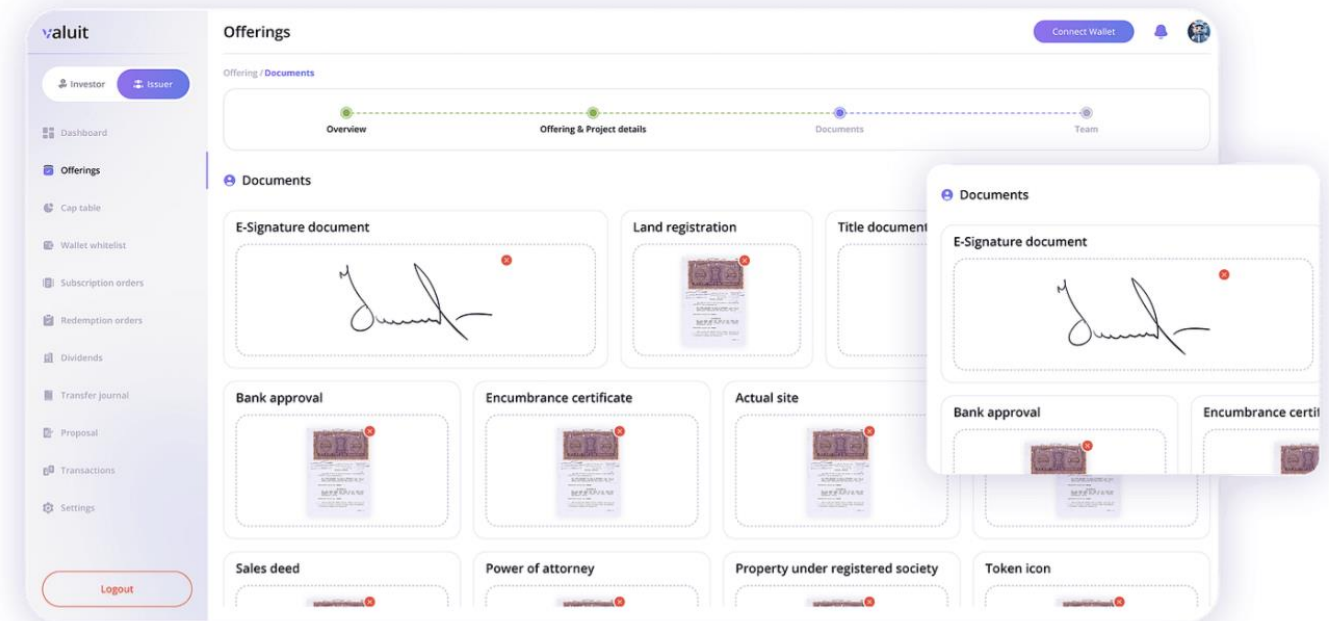 valuit
Offerings
Connect Wallet
Investor
Issuer
Offering / Documents
Overview
Offering & Project details
Documents
Team
Dashboard
Offerings
Cap table
Wallet whitelist
Subscription orders
Redemption orders
Dividends
Transfer journal
Proposal
Transactions
Settings
Logout
Documents
E-Signature document
Land registration
Title document
Bank approval
Encumbrance certificate
Actual site
Sales deed
Power of attorney
Property under registered society
Token icon
Documents
E-Signature document
Bank approval
Encumbrance certif